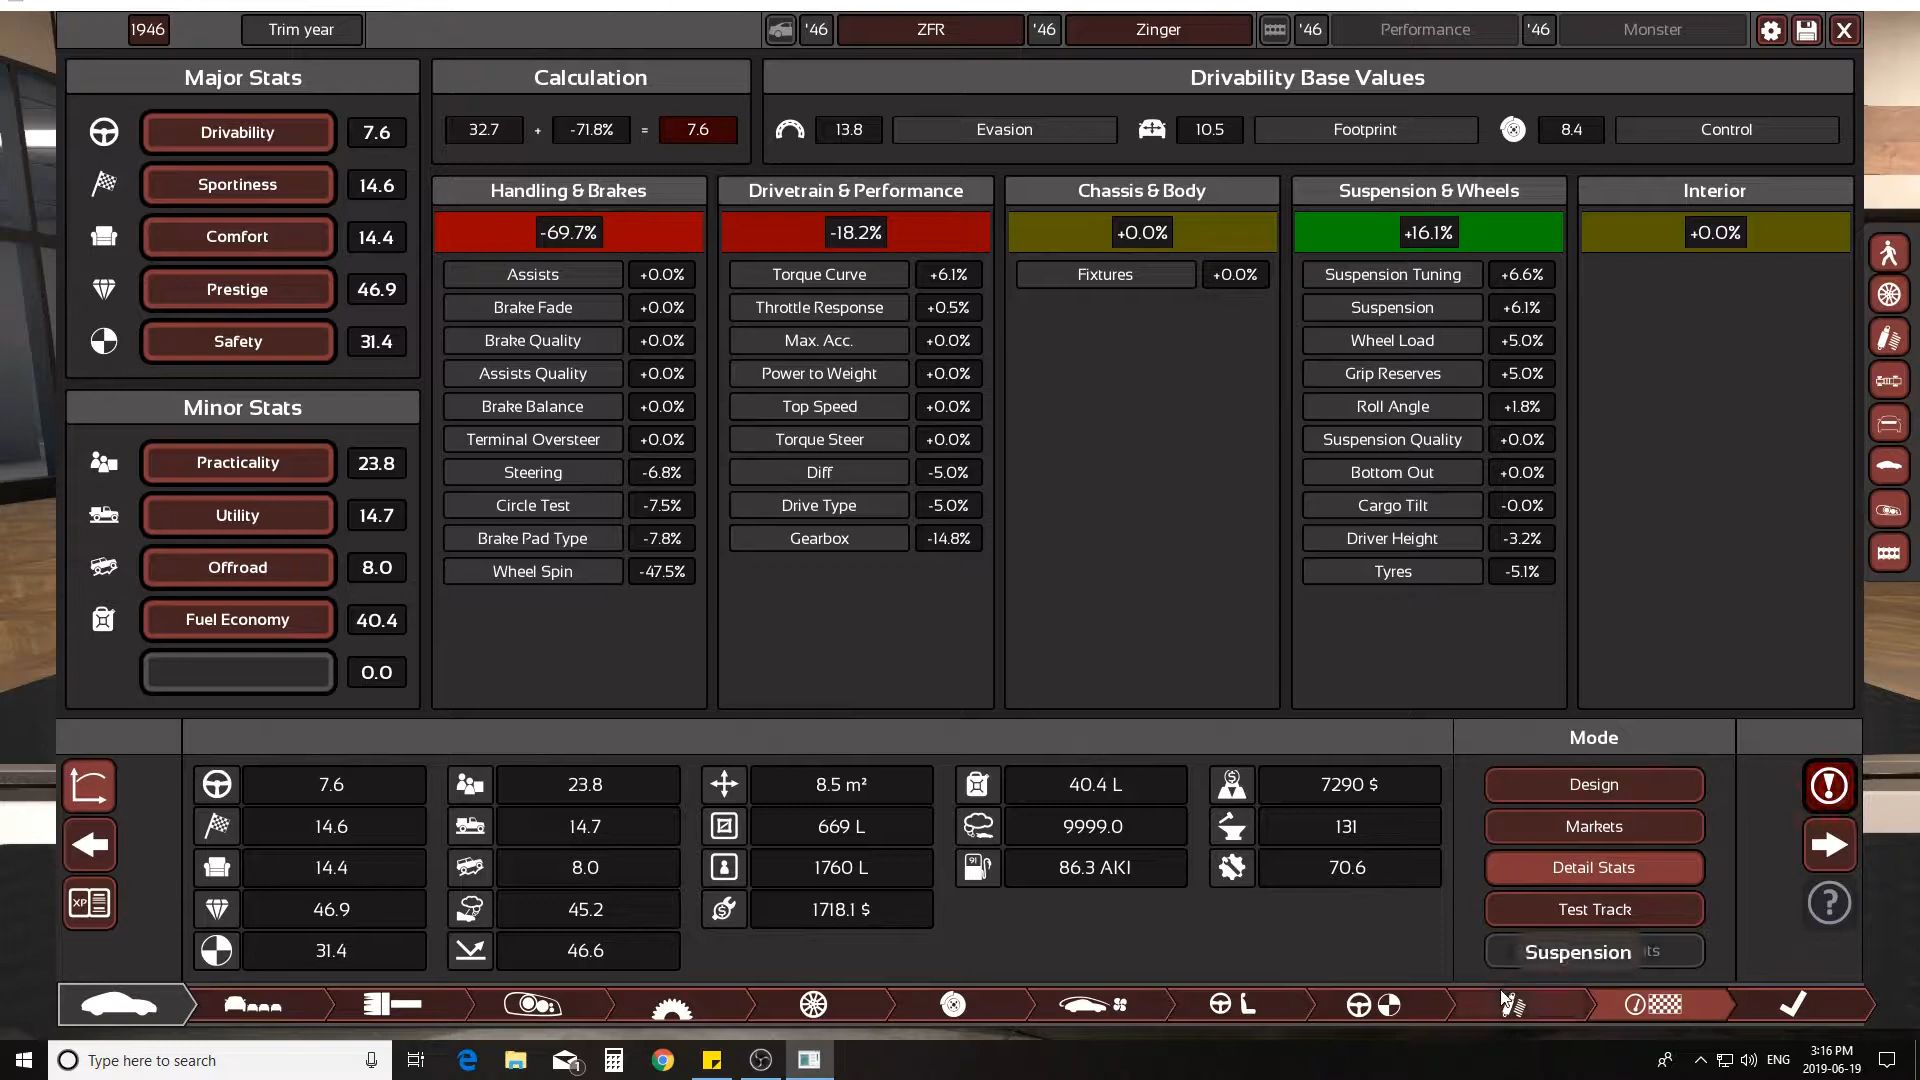 1946 Trim year '46 ZFR '46 Zinger '46 Performance '46 Monster
Major Stats
Drivability 7.6
Sportiness 14.6
Comfort 14.4
Prestige 46.9
Safety 31.4
Minor Stats
Practicality 23.8
Utility 14.7
Offroad 8.0
Fuel Economy 40.4
0.0
Calculation
32.7 + -71.8% = 7.6
Drivability Base Values
13.8 Evasion 10.5 Footprint 8.4 Control
Handling & Brakes
-69.7%
Assists +0.0%
Brake Fade +0.0%
Brake Quality +0.0%
Assists Quality +0.0%
Brake Balance +0.0%
Terminal Oversteer +0.0%
Steering -6.8%
Circle Test -7.5%
Brake Pad Type -7.8%
Wheel Spin -47.5%
Drivetrain & Performance
-18.2%
Torque Curve +6.1%
Throttle Response +0.5%
Max. Acc. +0.0%
Power to Weight +0.0%
Top Speed +0.0%
Torque Steer +0.0%
Diff -5.0%
Drive Type -5.0%
Gearbox -14.8%
Chassis & Body
+0.0%
Fixtures +0.0%
Suspension & Wheels
+16.1%
Suspension Tuning +6.6%
Suspension +6.1%
Wheel Load +5.0%
Grip Reserves +5.0%
Roll Angle +1.8%
Suspension Quality +0.0%
Bottom Out +0.0%
Cargo Tilt -0.0%
Driver Height -3.2%
Tyres -5.1%
Interior
+0.0%
XP
7.6 23.8 8.5 m² 40.4 L 7290 $
14.6 14.7 669 L 9999.0 131
14.4 8.0 1760 L 91 86.3 AKI 70.6
46.9 45.2 1718.1 $
31.4 46.6
Mode
Design
Markets
Detail Stats
Test Track
Suspension ts
Type here to search
1
ENG
3:16 PM
2019-06-19